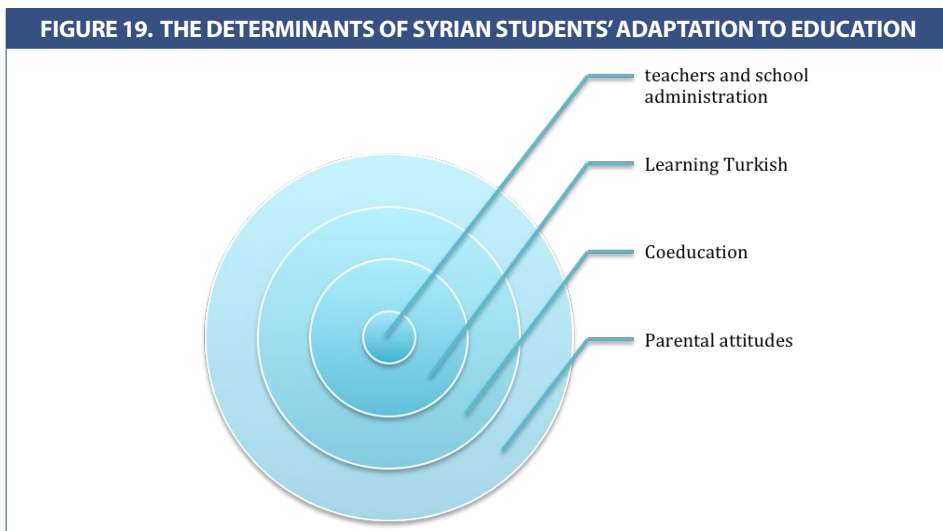 FIGURE 19. THE DETERMINANTS OF SYRIAN STUDENTS’ ADAPTATION TO EDUCATION
teachers and school
administration
Learning Turkish
Coeducation
Parental attitudes